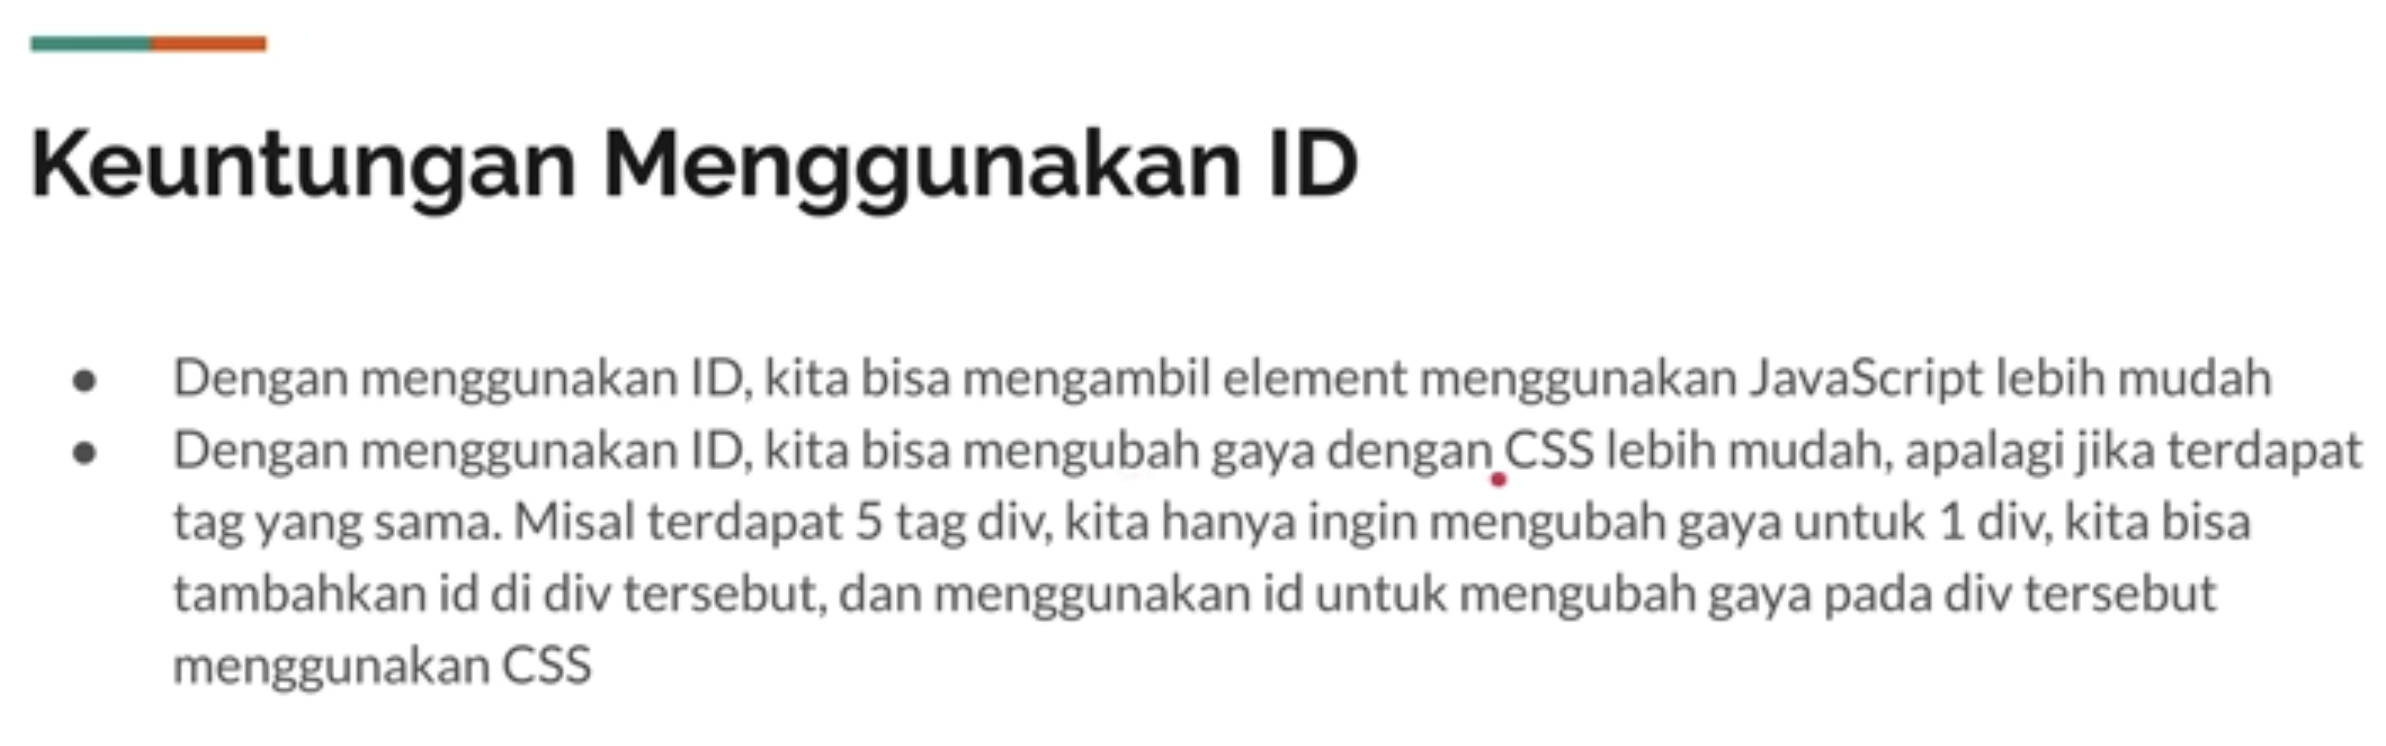 Keuntungan Menggunakan ID
● Dengan menggunakan ID, kita bisa mengambil element menggunakan JavaScript lebih mudah
● Dengan menggunakan ID, kita bisa mengubah gaya dengan CSS lebih mudah, apalagi jika terdapat
tag yang sama. Misal terdapat 5 tag div, kita hanya ingin mengubah gaya untuk 1 div, kita bisa
tambahkan id di div tersebut, dan menggunakan id untuk mengubah gaya pada div tersebut
menggunakan CSS